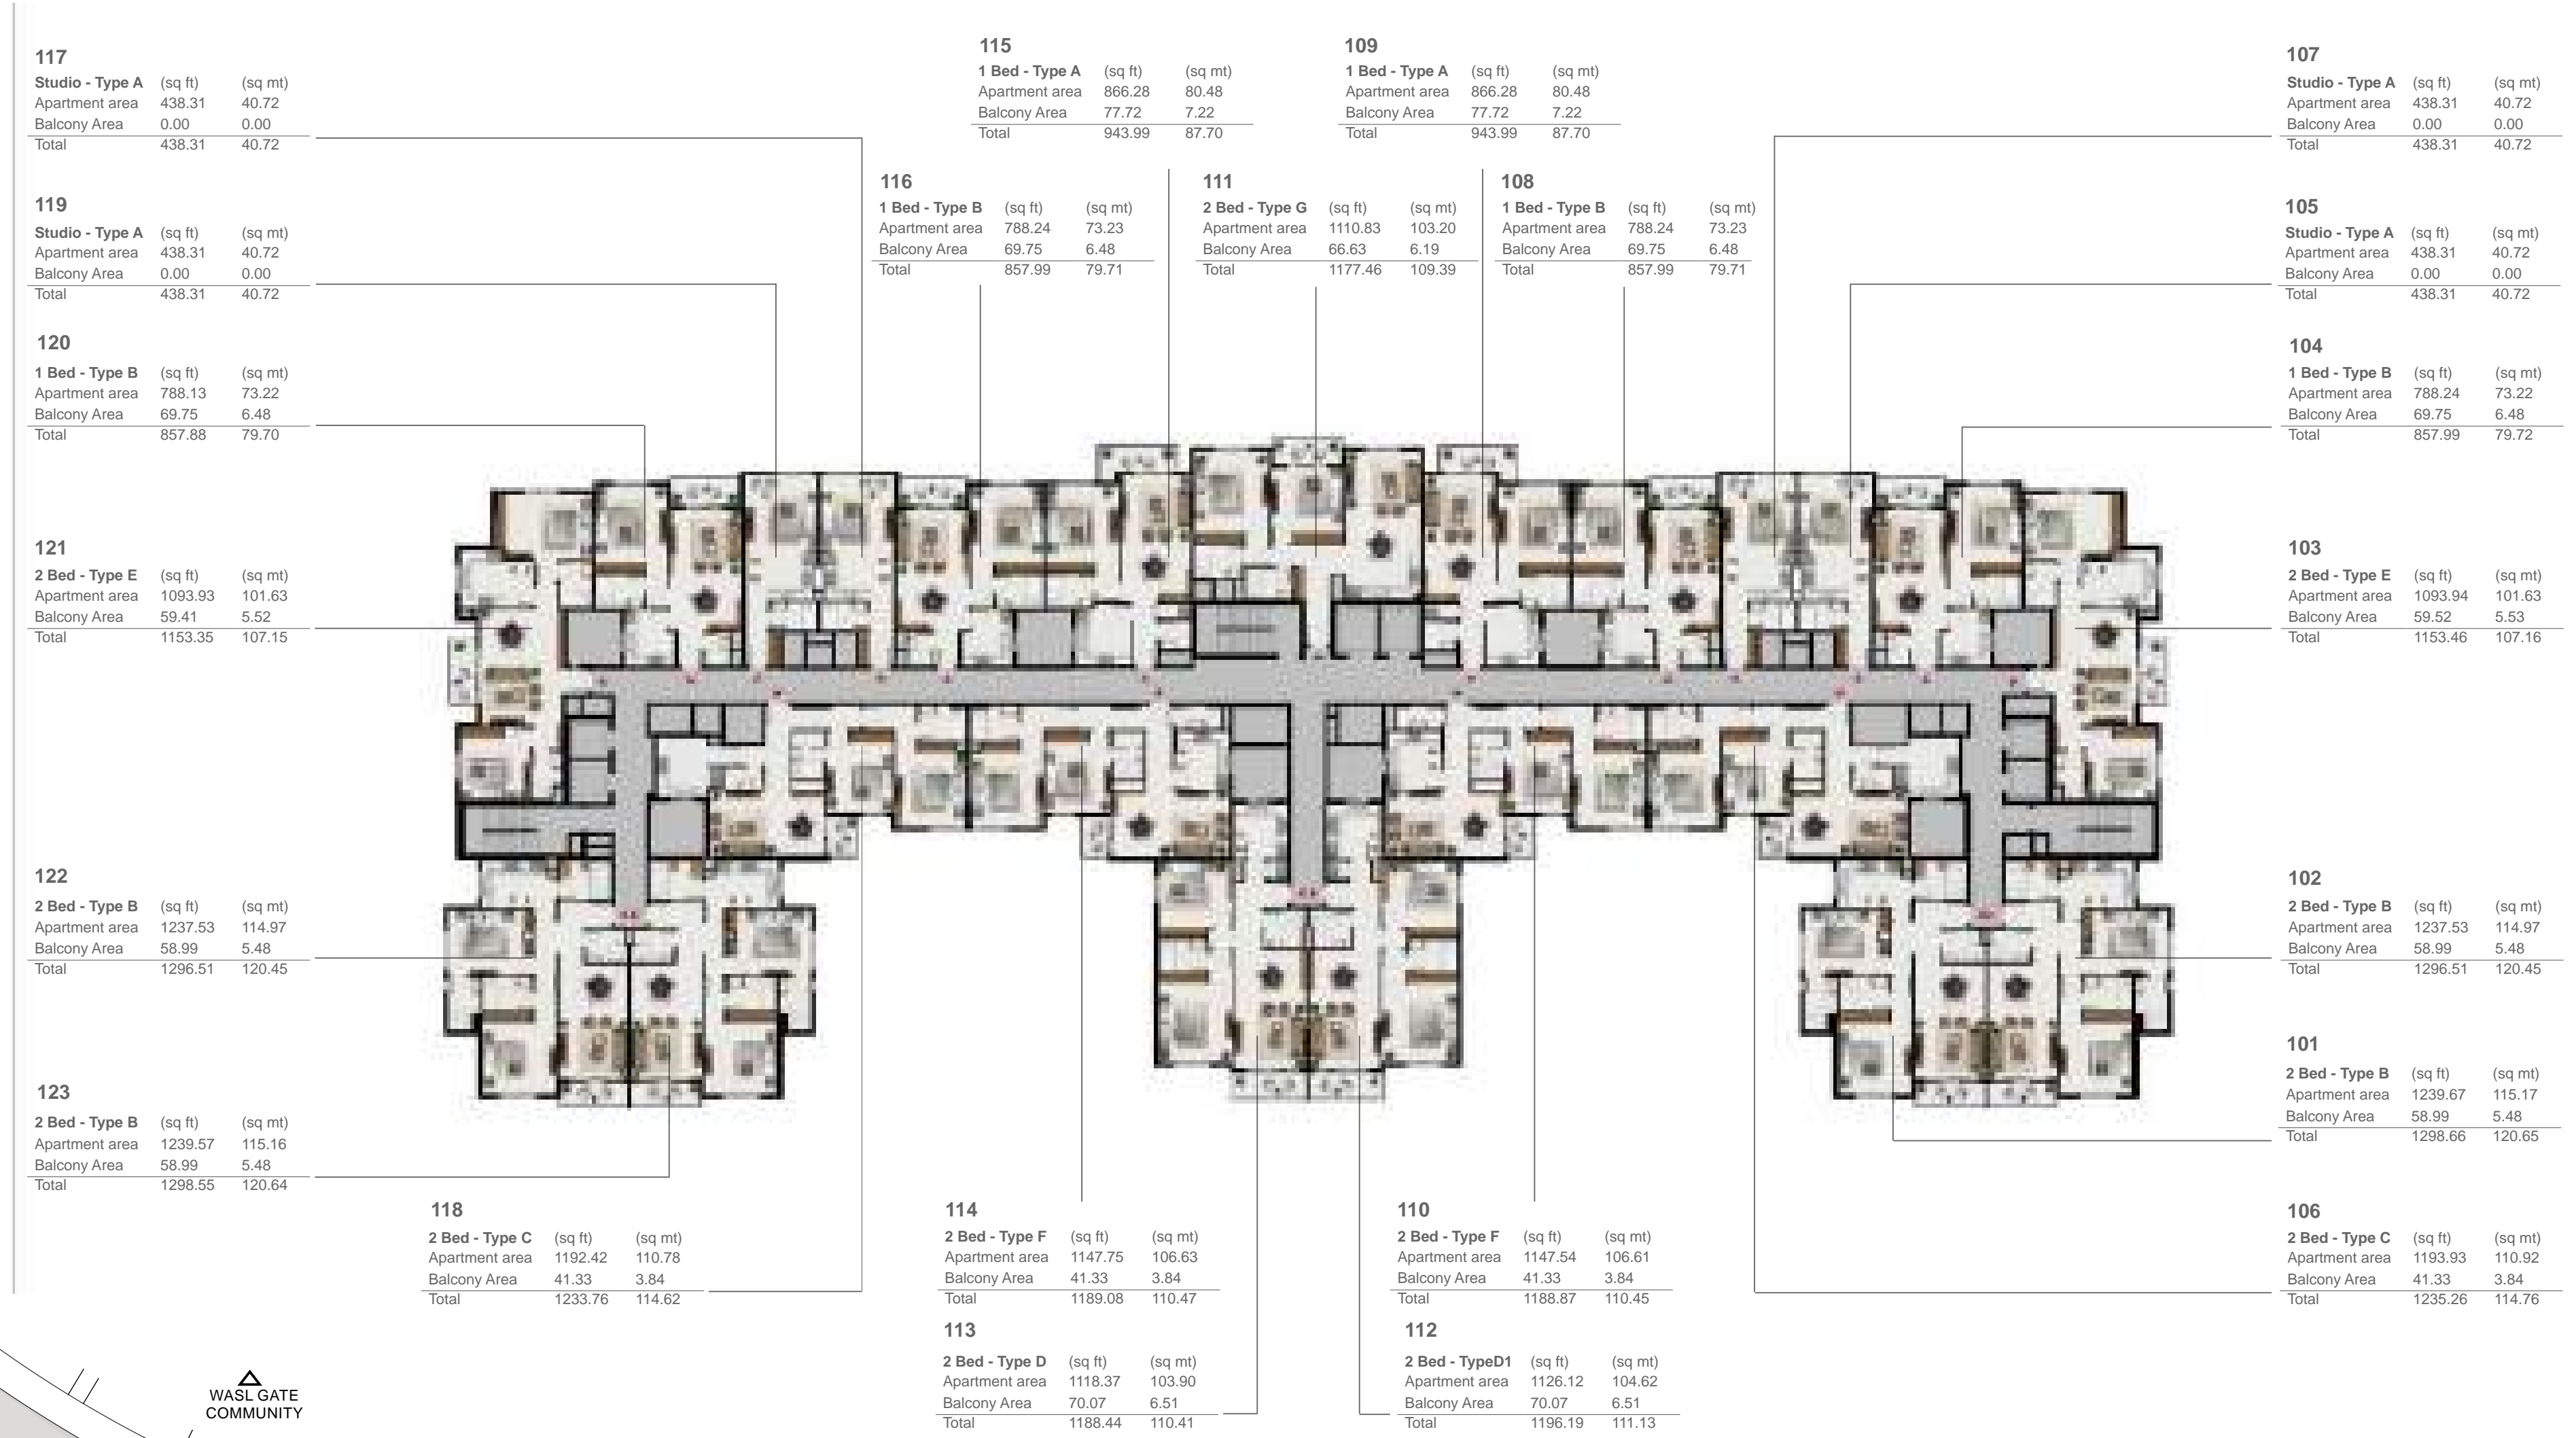 117
Studio - Type A (sq ft) (sq mt)
Apartment area 438.31 40.72
Balcony Area 0.00 0.00
Total 438.31 40.72
119
Studio - Type A (sq ft) (sq mt)
Apartment area 438.31 40.72
Balcony Area 0.00 0.00
Total 438.31 40.72
120
1 Bed - Type B (sq ft) (sq mt)
Apartment area 788.13 73.22
Balcony Area 69.75 6.48
Total 857.88 79.70
121
2 Bed - Type E (sq ft) (sq mt)
Apartment area 1093.93 101.63
Balcony Area 59.41 5.52
Total 1153.35 107.15
122
2 Bed - Type B (sq ft) (sq mt)
Apartment area 1237.53 114.97
Balcony Area 58.99 5.48
Total 1296.51 120.45
123
2 Bed - Type B (sq ft) (sq mt)
Apartment area 1239.57 115.16
Balcony Area 58.99 5.48
Total 1298.55 120.64
115
1 Bed - Type A (sq ft) (sq mt)
Apartment area 866.28 80.48
Balcony Area 77.72 7.22
Total 943.99 87.70
109
1 Bed - Type A (sq ft) (sq mt)
Apartment area 866.28 80.48
Balcony Area 77.72 7.22
Total 943.99 87.70
116
1 Bed - Type B (sq ft) (sq mt)
Apartment area 788.24 73.23
Balcony Area 69.75 6.48
Total 857.99 79.71
111
2 Bed - Type G (sq ft) (sq mt)
Apartment area 1110.83 103.20
Balcony Area 66.63 6.19
Total 1177.46 109.39
108
1 Bed - Type B (sq ft) (sq mt)
Apartment area 788.24 73.23
Balcony Area 69.75 6.48
Total 857.99 79.71
107
Studio - Type A (sq ft) (sq mt)
Apartment area 438.31 40.72
Balcony Area 0.00 0.00
Total 438.31 40.72
105
Studio - Type A (sq ft) (sq mt)
Apartment area 438.31 40.72
Balcony Area 0.00 0.00
Total 438.31 40.72
104
1 Bed - Type B (sq ft) (sq mt)
Apartment area 788.24 73.22
Balcony Area 69.75 6.48
Total 857.99 79.72
103
2 Bed - Type E (sq ft) (sq mt)
Apartment area 1093.94 101.63
Balcony Area 59.52 5.53
Total 1153.46 107.16
102
2 Bed - Type B (sq ft) (sq mt)
Apartment area 1237.53 114.97
Balcony Area 58.99 5.48
Total 1296.51 120.45
101
2 Bed - Type B (sq ft) (sq mt)
Apartment area 1239.67 115.17
Balcony Area 58.99 5.48
Total 1298.66 120.65
118
2 Bed - Type C (sq ft) (sq mt)
Apartment area 1192.42 110.78
Balcony Area 41.33 3.84
Total 1233.76 114.62
114
2 Bed - Type F (sq ft) (sq mt)
Apartment area 1147.75 106.63
Balcony Area 41.33 3.84
Total 1189.08 110.47
110
2 Bed - Type F (sq ft) (sq mt)
Apartment area 1147.54 106.61
Balcony Area 41.33 3.84
Total 1188.87 110.45
106
2 Bed - Type C (sq ft) (sq mt)
Apartment area 1193.93 110.92
Balcony Area 41.33 3.84
Total 1235.26 114.76
113
2 Bed - Type D (sq ft) (sq mt)
Apartment area 1118.37 103.90
Balcony Area 70.07 6.51
Total 1188.44 110.41
112
2 Bed - TypeD1 (sq ft) (sq mt)
Apartment area 1126.12 104.62
Balcony Area 70.07 6.51
Total 1196.19 111.13
WASL GATE
COMMUNITY